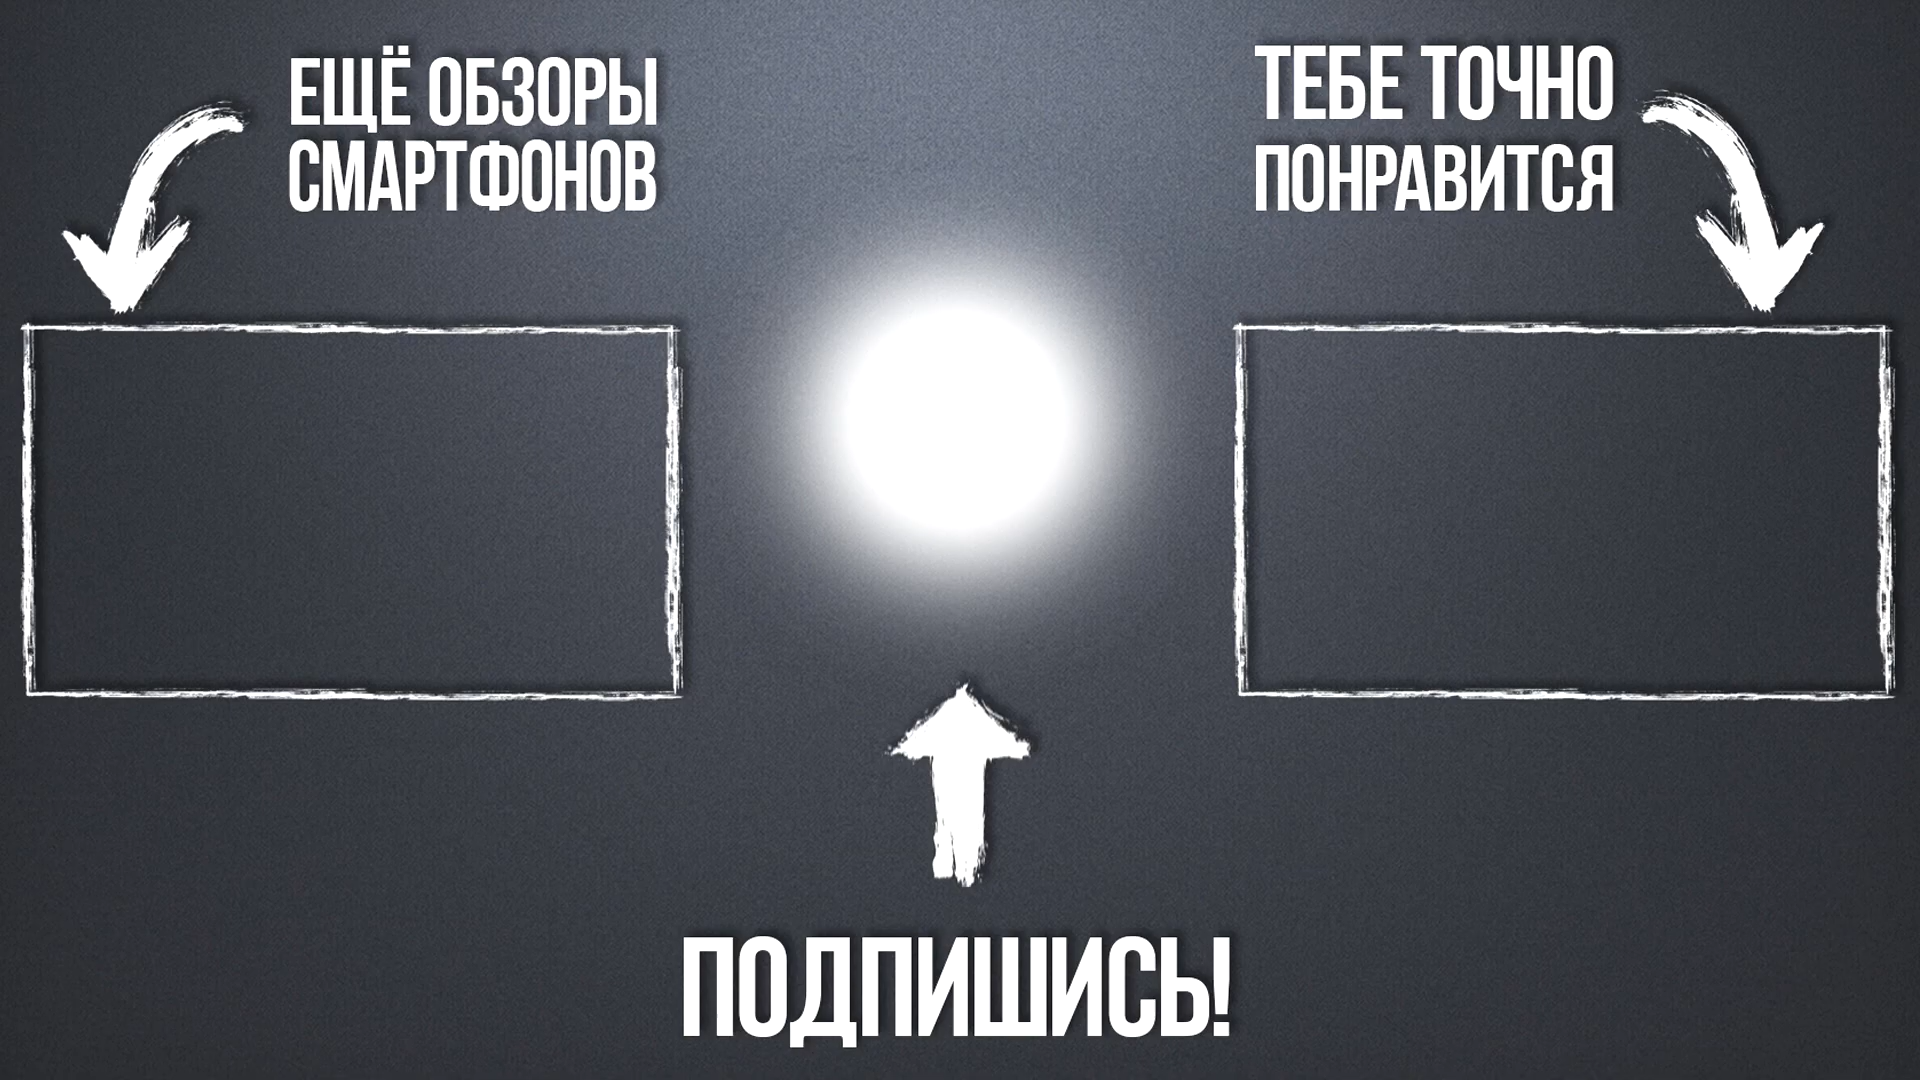 ЕЩЁ ОБЗОРЫ
СМАРТФОНОВ
ТЕБЕ ТОЧНО
ПОНРАВИТСЯ
ПОДПИШИСЬ!